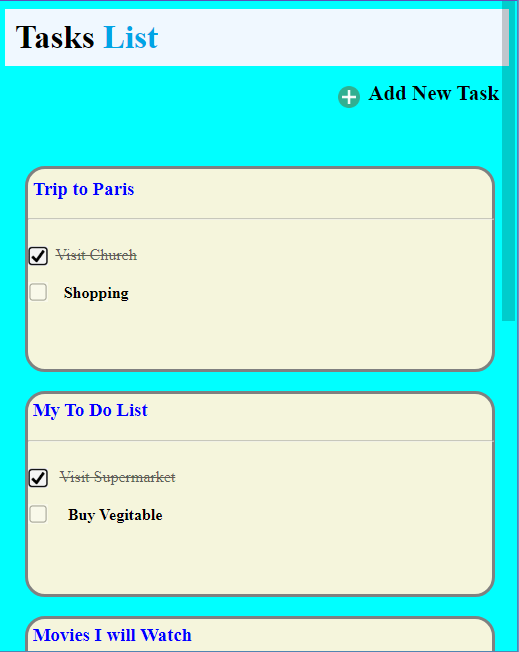 Tasks List
Add New Task
Trip to Paris
Visit Church
Shopping
My To Do List
Visit Supermarket
Buy Vegitable
Movies I will Watch